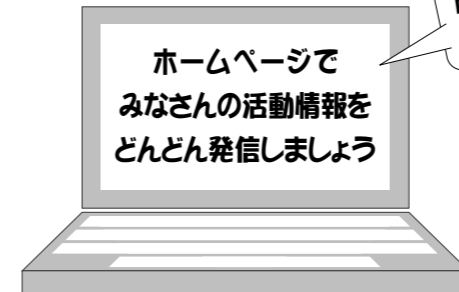 ホームページで
みなさんの活動情報を
どんどん発信しましょう